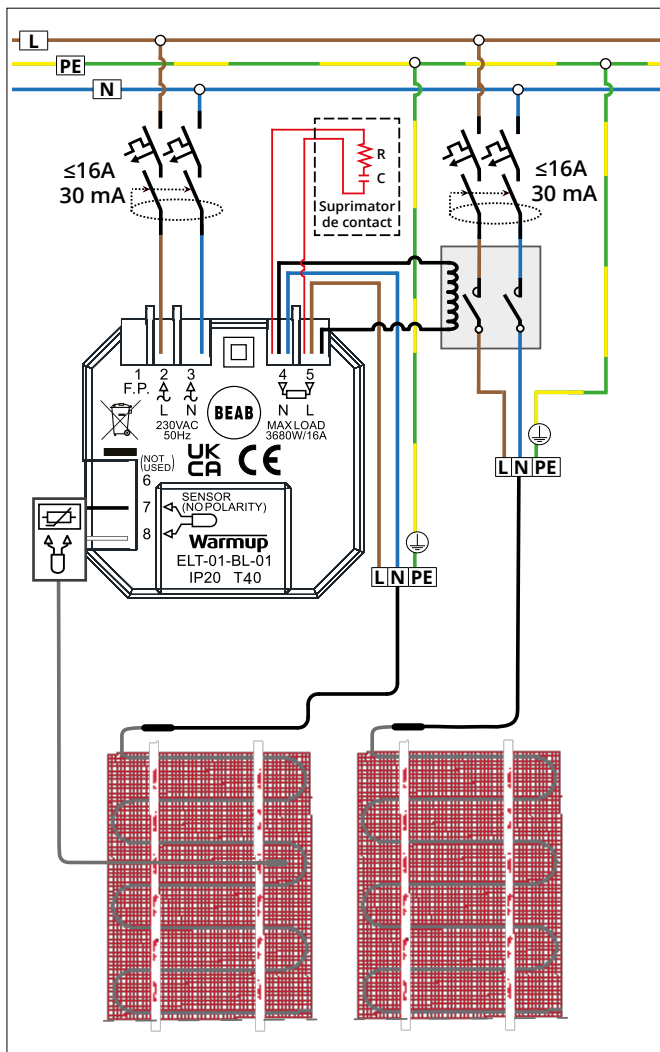 L
PE
N
≤16A
30 mA
R
C
Suprimator
de contact
≤16A
30 mA
1 2 3 4 5
F.P.
L N N L
230VAC
50Hz
BEAB
MAX LOAD
3680W/16A
UK
CA CE
(NOT
USED)
6
7
8
SENSOR
(NO POLARITY)
Warmup
ELT-01-BL-01
IP20 T40
L N PE
L N PE